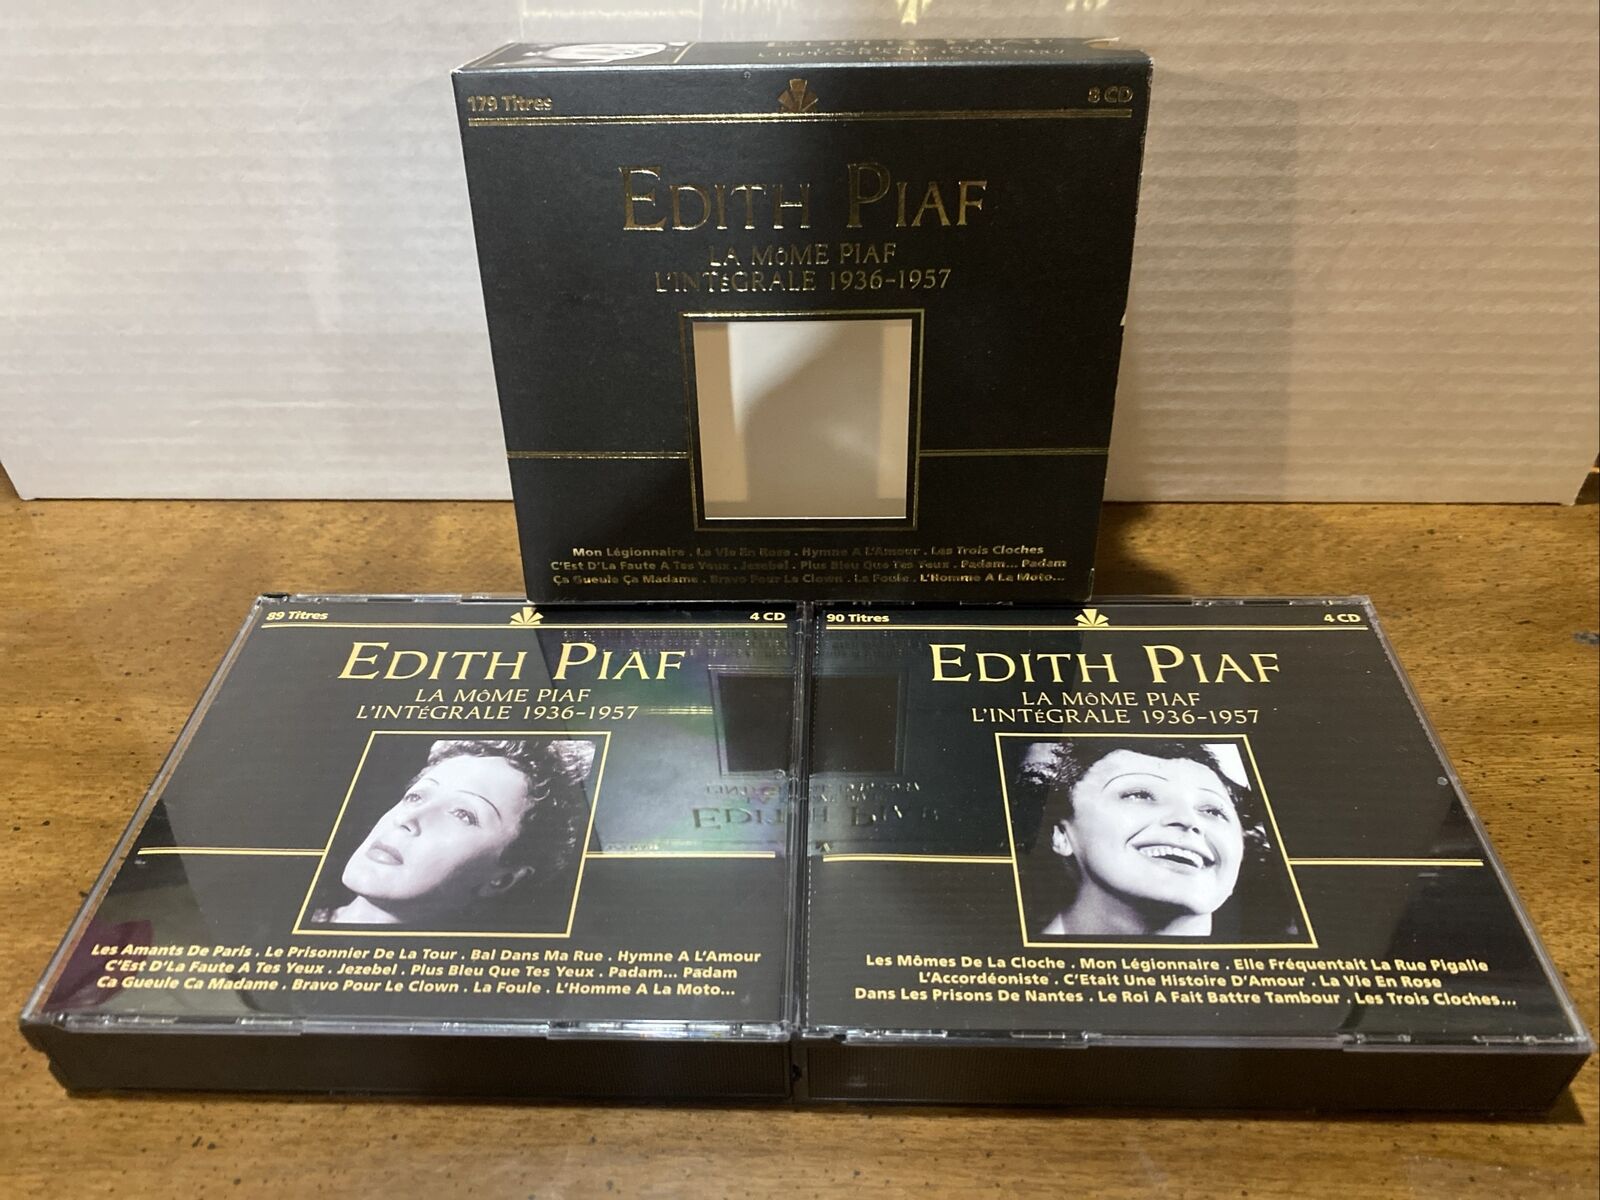 EDITH PIAF
179 Titres
8 CD
EDITH PIAF
LA MôME PIAF
L'INTéGRALE 1936-1957
Mon Légionnaire . La Vie En Rose . Hymne A L'Amour . Les Trois Cloches
C'Est D'La Faute A Tes Yeux . Jezebel . Plus Bleu Que Tes Yeux . Padam... Padam
Ça Gueule Ça Madame . Bravo Pour Le Clown . La Foule . L'Homme A La Moto...
89 Titres
4 CD
EDITH PIAF
LA MôME PIAF
L'INTéGRALE 1936-1957
Les Amants De Paris . Le Prisonnier De La Tour . Bal Dans Ma Rue . Hymne A L'Amour
C'Est D'La Faute A Tes Yeux . Jezebel . Plus Bleu Que Tes Yeux . Padam... Padam
Ca Gueule Ca Madame . Bravo Pour Le Clown . La Foule . L'Homme A La Moto...
90 Titres
4 CD
EDITH PIAF
LA MôME PIAF
L'INTéGRALE 1936-1957
Les Mômes De La Cloche . Mon Légionnaire . Elle Fréquentait La Rue Pigalle
L'Accordéoniste . C'Etait Une Histoire D'Amour . La Vie En Rose
Dans Les Prisons De Nantes . Le Roi A Fait Battre Tambour . Les Trois Cloches...